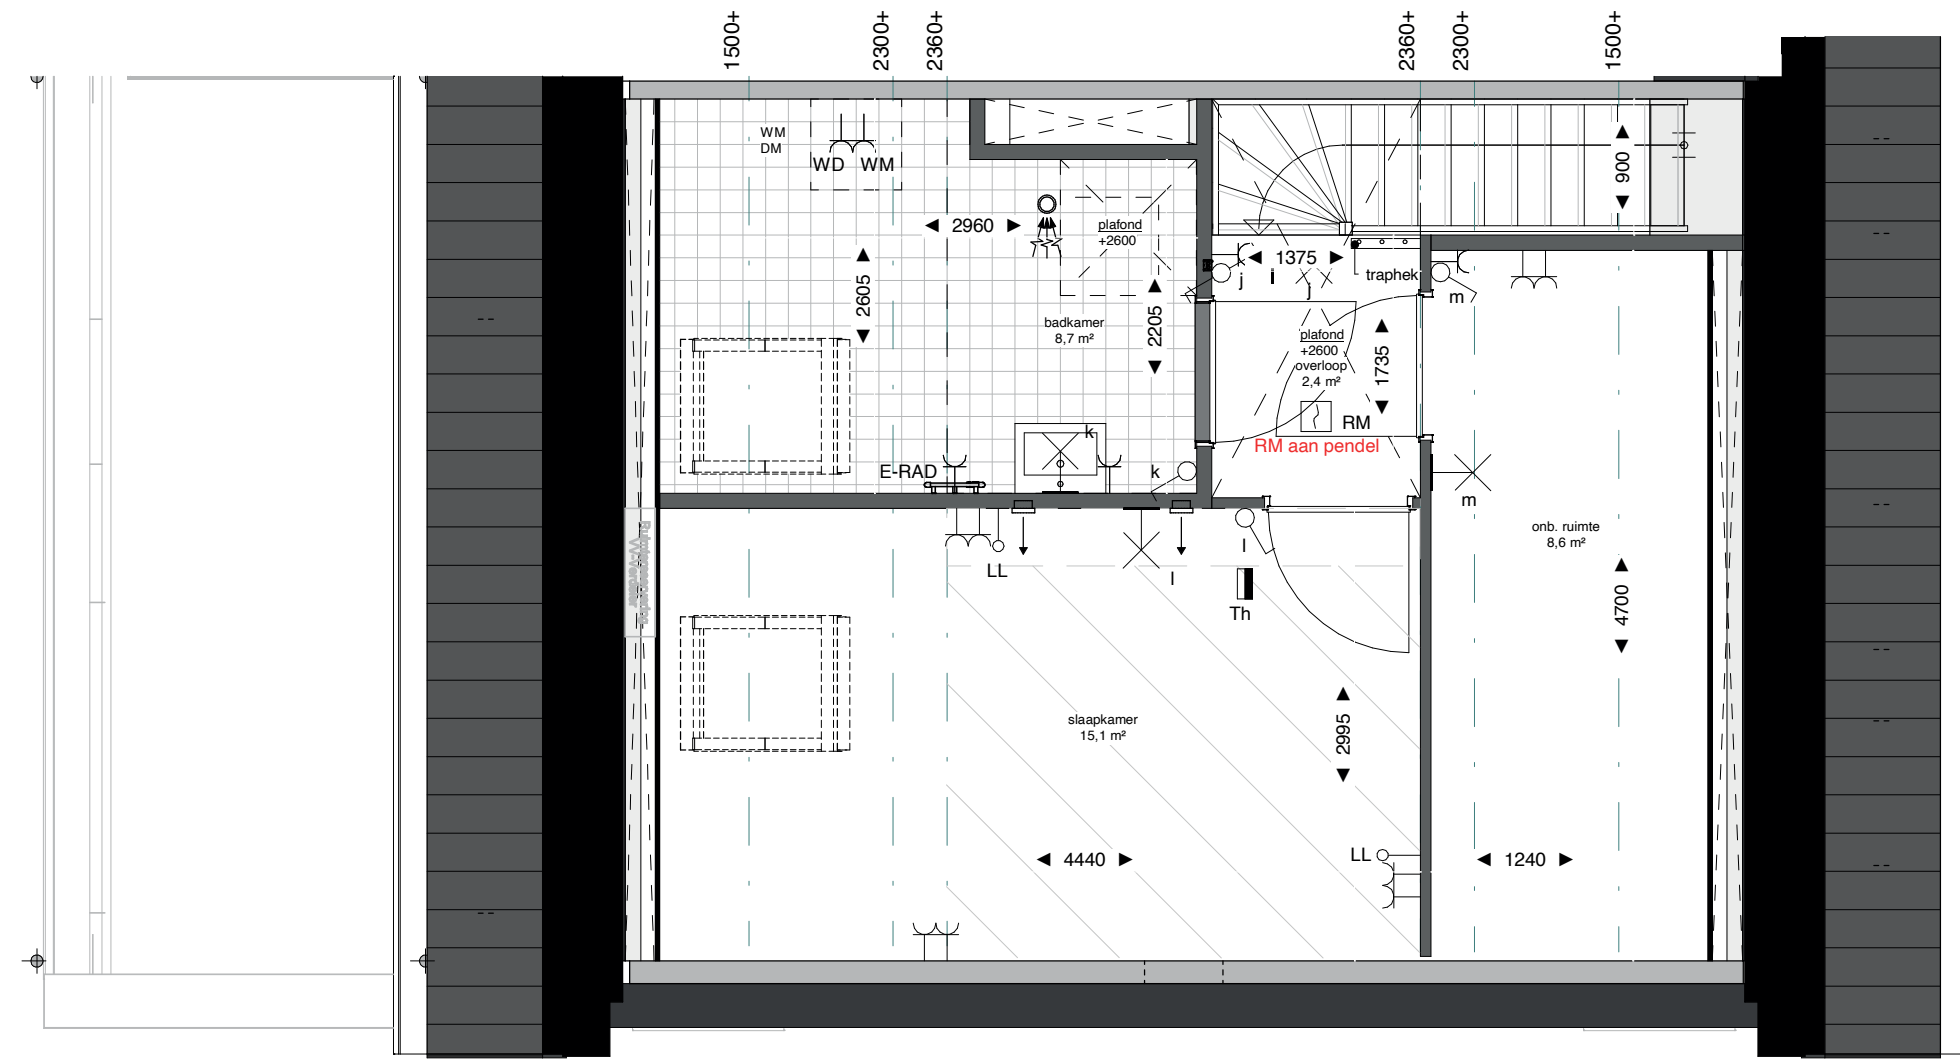 1500+
2300+
2360+
2360+
2300+
1500+
WM
DM
WD WM
2960
plafond
+2600
2605
badkamer
8,7 m²
2205
900
1375
j
i
j
traphek
m
plafond
+2600
overloop
2,4 m²
1735
RM
RM aan pendel
k
k
E-RAD
m
onb. ruimte
8,6 m²
LL
l
l
Th
4700
slaapkamer
15,1 m²
2995
4440
LL
1240